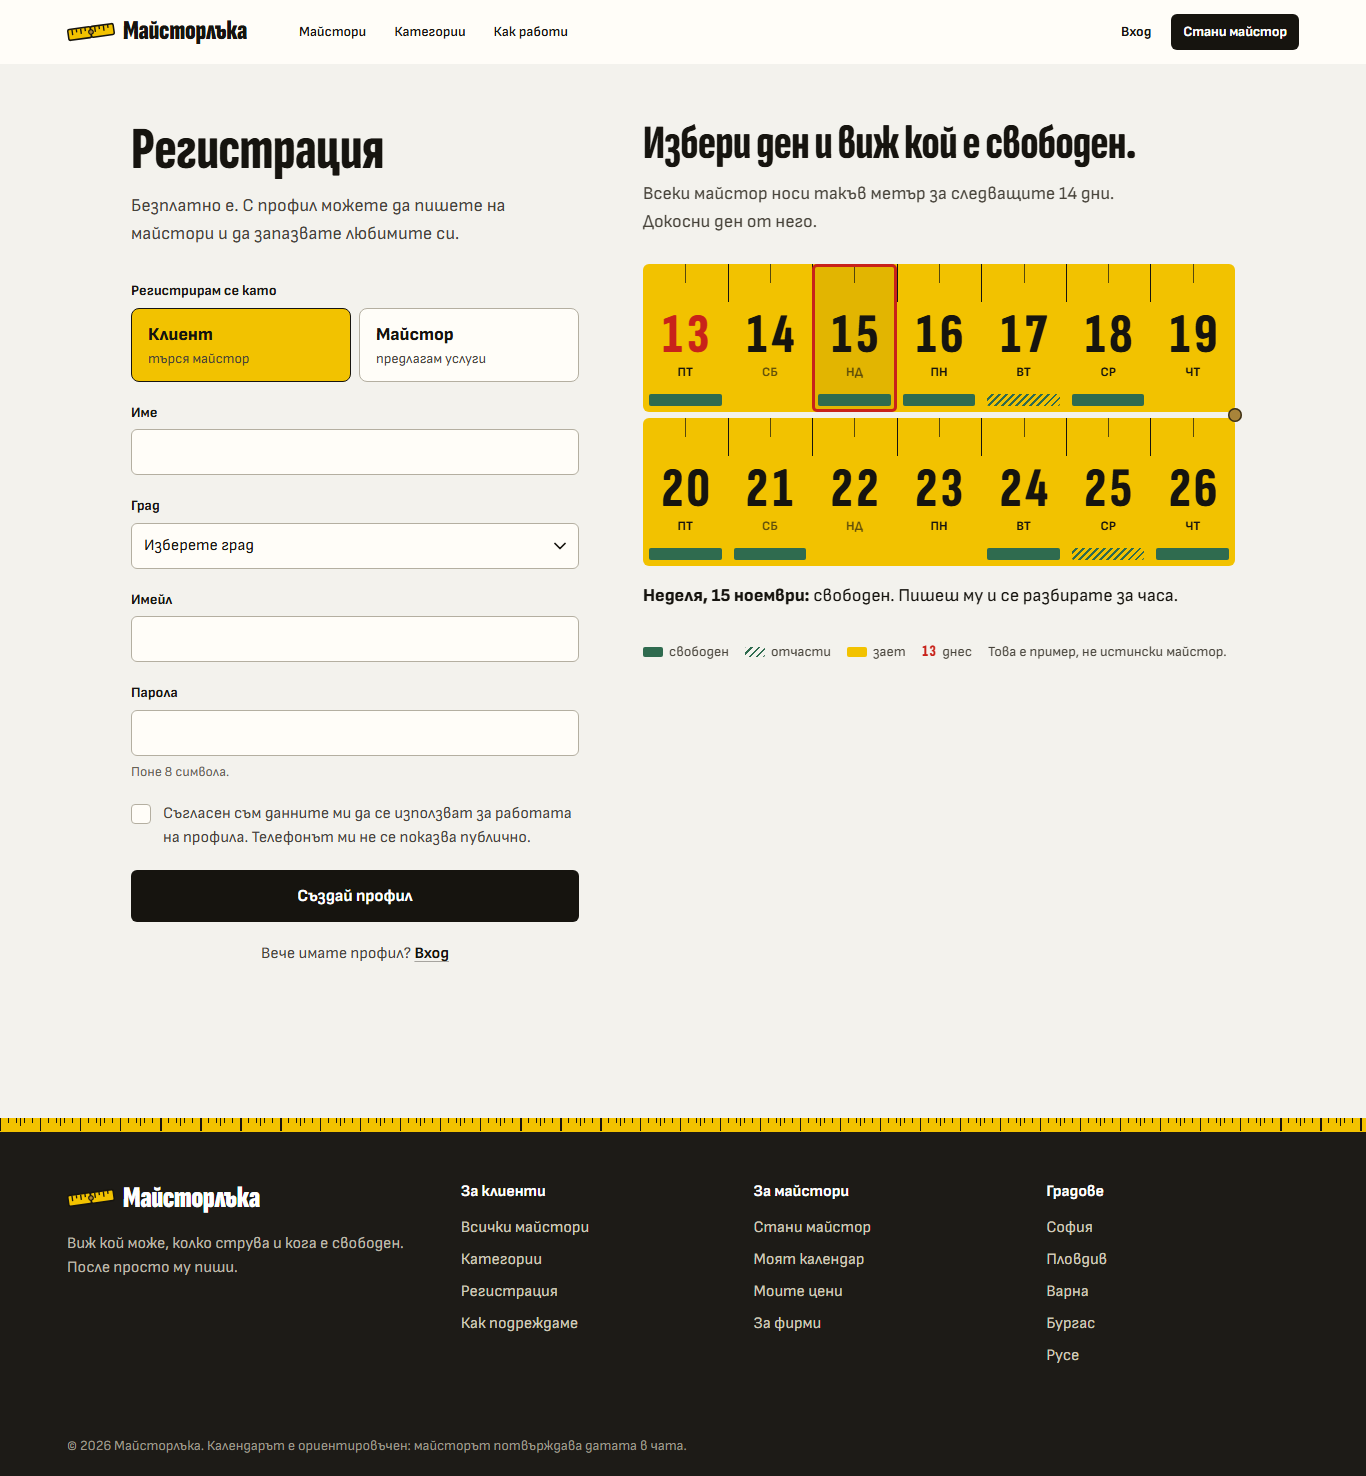 Майсторлъка
Майстори
Категории
Как работи
Вход
Стани майстор
Регистрация
Безплатно е. С профил можете да пишете на
майстори и да запазвате любимите си.
Регистрирам се като
Клиент
търся майстор
Майстор
предлагам услуги
Име
Град
Изберете град
Имейл
Парола
Поне 8 символа.
Съгласен съм данните ми да се използват за работата
на профила. Телефонът ми не се показва публично.
Създай профил
Вече имате профил? Вход
Избери ден и виж кой е свободен.
Всеки майстор носи такъв метър за следващите 14 дни.
Докосни ден от него.
13 14 15 16 17 18 19
ПТ СБ НД ПН ВТ СР ЧТ
20 21 22 23 24 25 26
ПТ СБ НД ПН ВТ СР ЧТ
Неделя, 15 ноември: свободен. Пишеш му и се разбирате за часа.
свободен отчасти зает 13 днес Това е пример, не истински майстор.
Майсторлъка
Виж кой може, колко струва и кога е свободен.
После просто му пиши.
За клиенти
Всички майстори
Категории
Регистрация
Как подреждаме
За майстори
Стани майстор
Моят календар
Моите цени
За фирми
Градове
София
Пловдив
Варна
Бургас
Русе
© 2026 Майсторлъка. Календарът е ориентировъчен: майсторът потвърждава датата в чата.